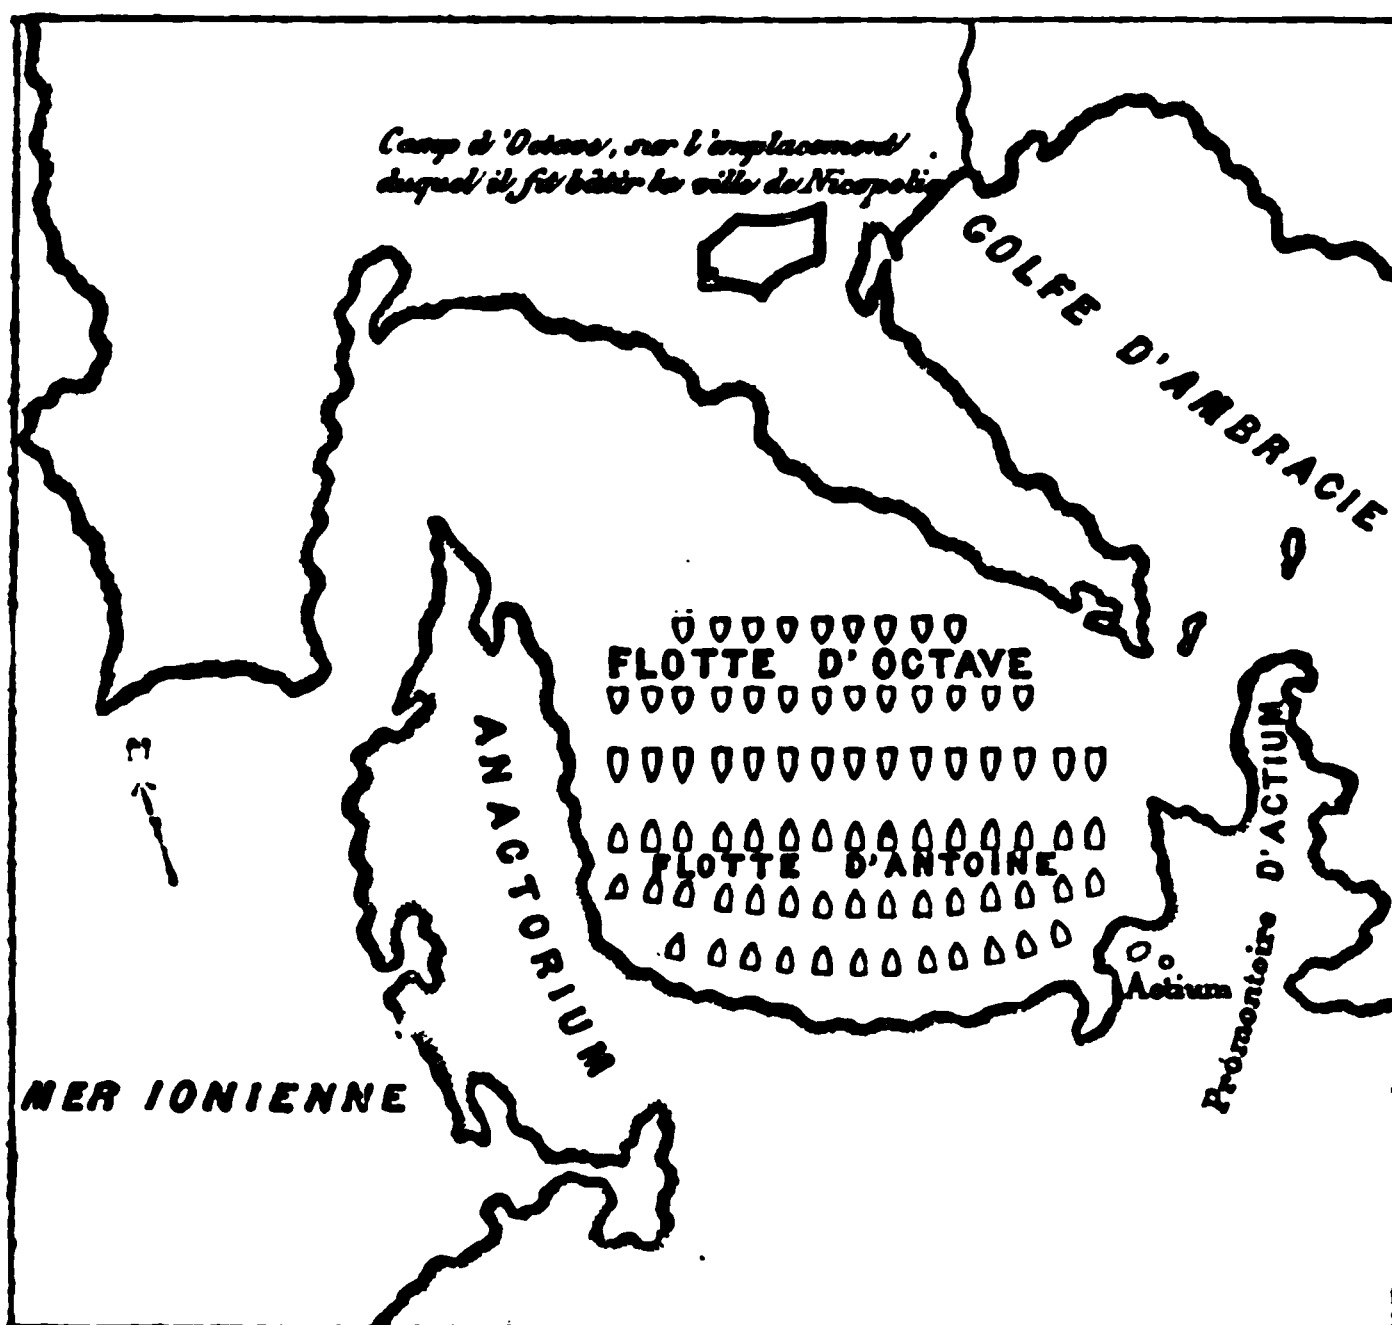 Camp d'Octave, sur l'emplacement
duquel il fit bâtir la ville de Nicopolis
GOLFE D'AMBRACIE
FLOTTE D'OCTAVE
ANACTORIUM
FLOTTE D'ANTOINE
Actium
Promontoire D'ACTIUM
MER IONIENNE